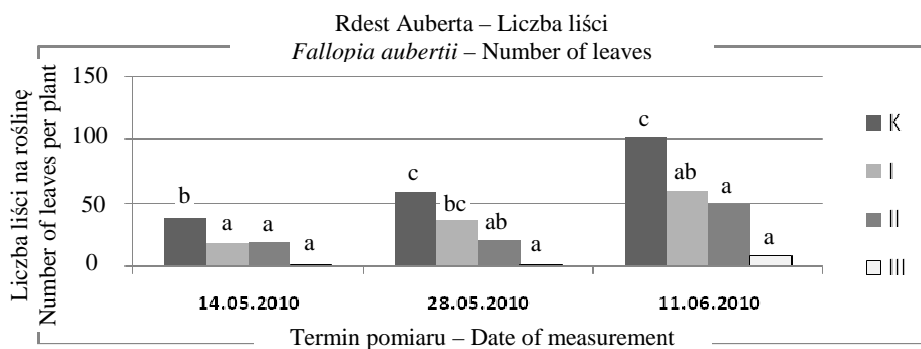 Rdest Auberta – Liczba liści
Fallopia aubertii – Number of leaves
Liczba liści na roślinę
Number of leaves per plant
150
100
50
0
b
a
a
a
c
bc
ab
a
c
ab
a
a
K
I
II
III
14.05.2010
28.05.2010
11.06.2010
Termin pomiaru – Date of measurement